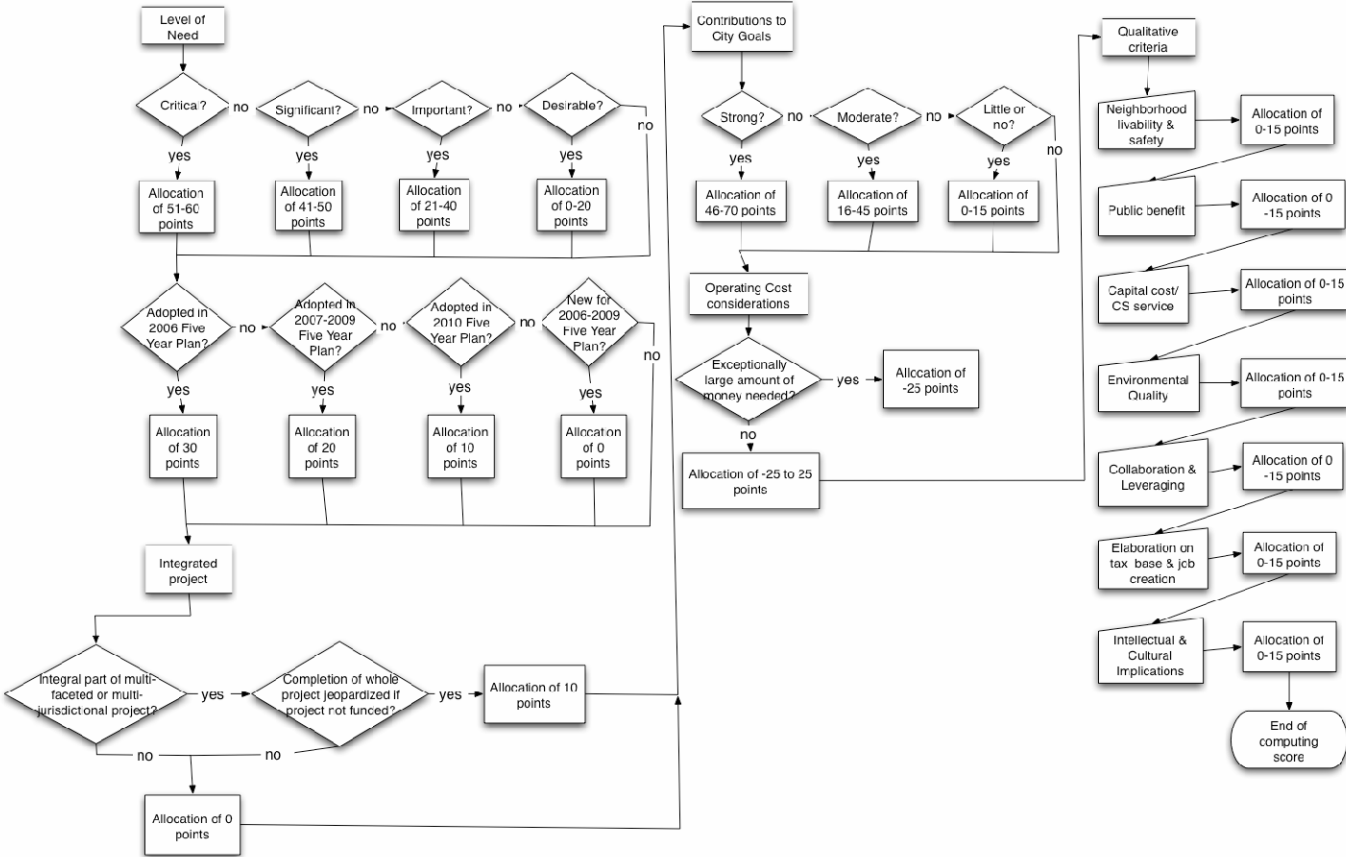 Level of
Need
Critical?
no
Significant?
no
Important?
no
Desirable?
no
yes
yes
yes
yes
Allocation
of 51-60
points
Allocation
of 41-50
points
Allocation
of 21-40
points
Allocation
of 0-20
points
Adopted in
2006 Five
Year Plan?
no
Adopted in
2007-2009
Five Year
Plan?
no
Adopted in
2010 Five
Year Plan?
no
New for
2006-2009
Five Year
Plan?
no
yes
yes
yes
yes
Allocation
of 30
points
Allocation
of 20
points
Allocation
of 10
points
Allocation
of 0
points
Integrated
project
Integral part of multi-
faceted or multi-
jurisdictional project?
yes
Completion of whole
project jeopardized if
project not funced?
yes
Allocation of 10
points
no
no
Allocation of 0
points
Contributions to
City Goals
Strong?
no
Moderate?
no
Little or
no?
no
yes
yes
yes
Allocation of
46-70 points
Allocation of
16-45 points
Allocation of
0-15 points
Operating Cost
considerations
Exceptionally
large amount of
money needed?
yes
Allocation of
-25 points
no
Allocation of -25 to 25
points
Qualitative
criteria
Neighborhood
livability &
safety
Allocation of
0-15 points
Public benefit
Allocation of 0
-15 points
Capital cost/
CS service
Allocation of 0-15
points
Environmental
Quality
Allocation of 0-15
points
Collaboration &
Leveraging
Allocation of 0
-15 points
Elaboration on
tax base & job
creation
Allocation of
0-15 points
Intellectual &
Cultural
Implications
Allocation of
0-15 points
End of
computing
score